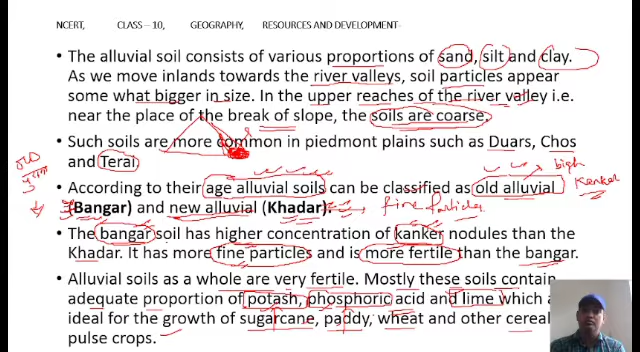 NCERT, CLASS – 10, GEOGRAPHY, RESOURCES AND DEVELOPMENT-
• The alluvial soil consists of various proportions of sand, silt and clay.
As we move inlands towards the river valleys, soil particles appear
some what bigger in size. In the upper reaches of the river valley i.e.
near the place of the break of slope, the soils are coarse.
• Such soils are more common in piedmont plains such as Duars, Chos
and Terai.
old
high
Kanker
• According to their age alluvial soils can be classified as old alluvial
(Bangar) and new alluvial (Khadar). fine Particles
• The bangar soil has higher concentration of kanker nodules than the
Khadar. It has more fine particles and is more fertile than the bangar.
• Alluvial soils as a whole are very fertile. Mostly these soils contain
adequate proportion of potash, phosphoric acid and lime which a
ideal for the growth of sugarcane, paddy, wheat and other cereal
pulse crops.